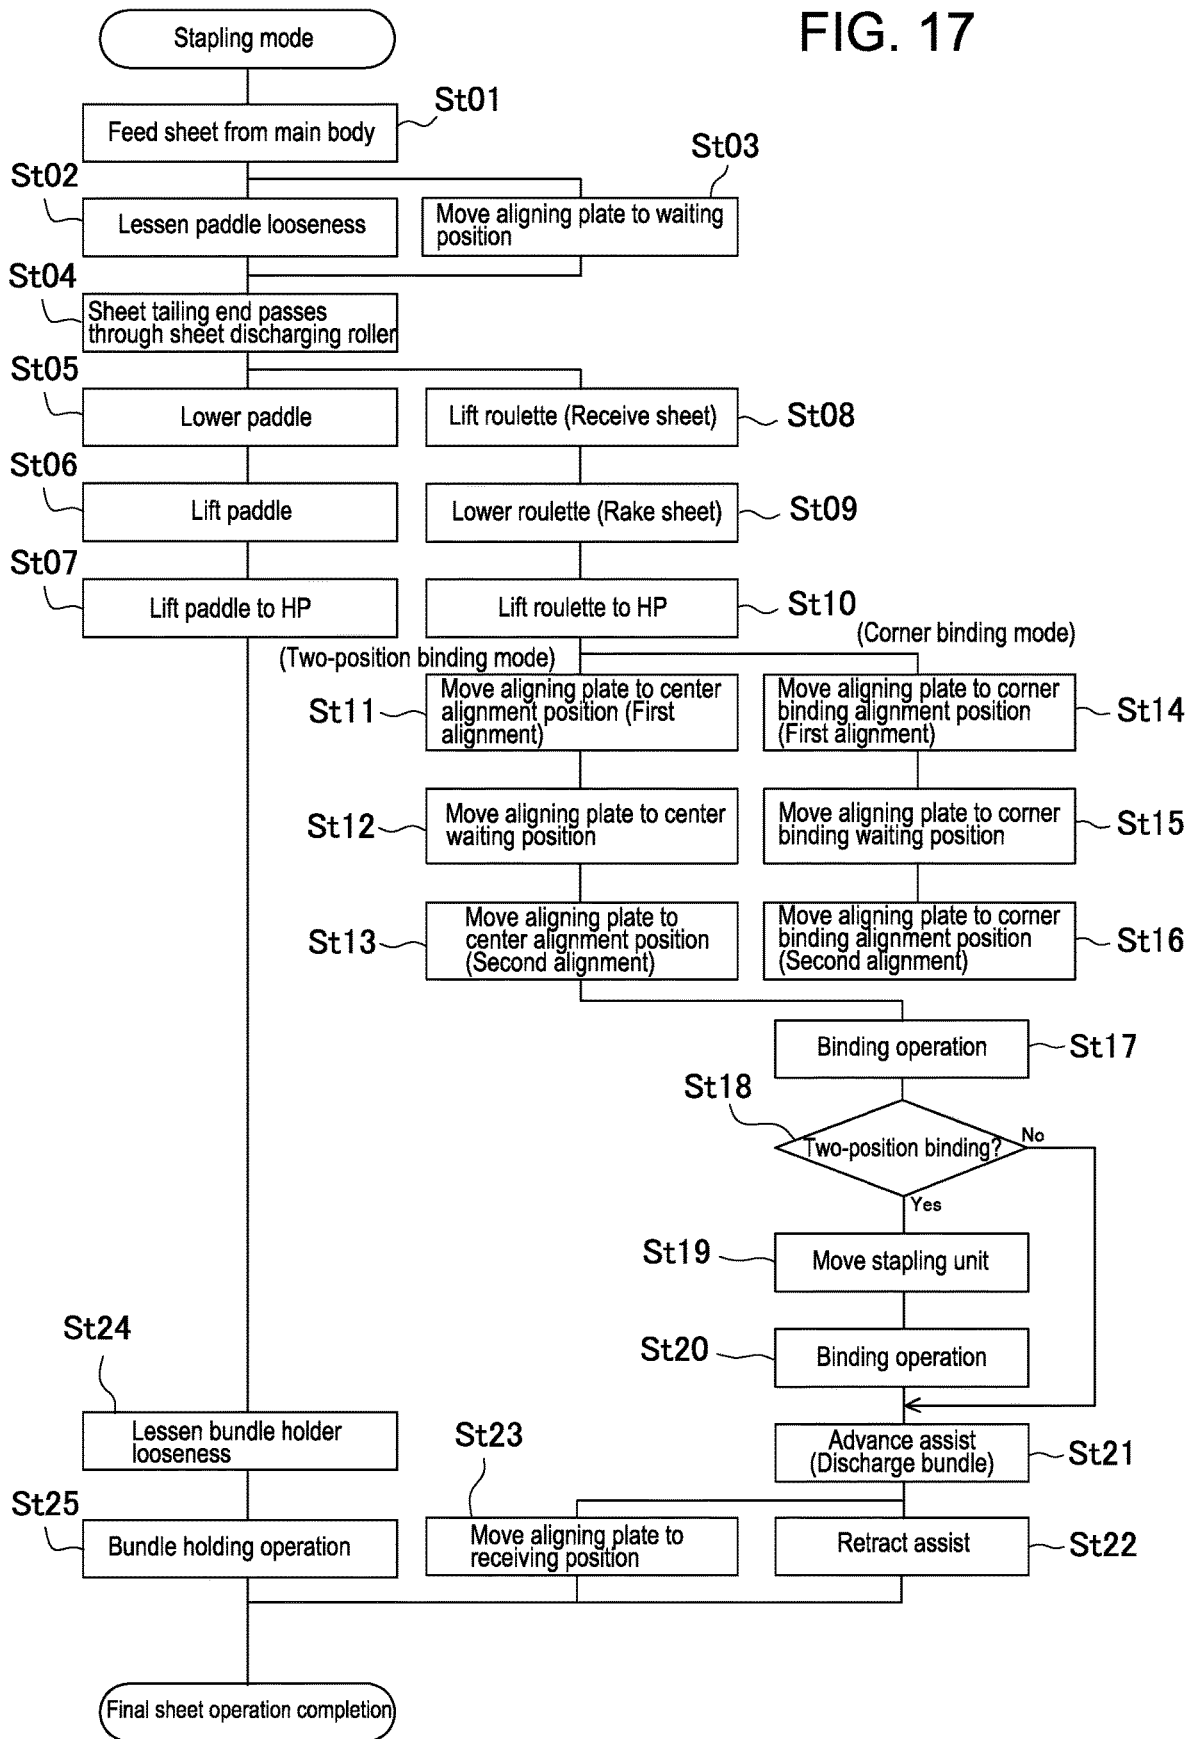 FIG. 17
Stapling mode
St01
Feed sheet from main body
St02
St03
Lessen paddle looseness
Move aligning plate to waiting
position
St04
Sheet tailing end passes
through sheet discharging roller
St05
Lower paddle
Lift roulette (Receive sheet)
St08
St06
Lift paddle
Lower roulette (Rake sheet)
St09
St07
Lift paddle to HP
Lift roulette to HP
St10
(Two-position binding mode)
(Corner binding mode)
St11
Move aligning plate to center
alignment position (First
alignment)
Move aligning plate to corner
binding alignment position
(First alignment)
St14
St12
Move aligning plate to center
waiting position
Move aligning plate to corner
binding waiting position
St15
St13
Move aligning plate to
center alignment position
(Second alignment)
Move aligning plate to corner
binding alignment position
(Second alignment)
St16
Binding operation
St17
St18
Two-position binding?
No
Yes
St19
Move stapling unit
St20
Binding operation
St24
Lessen bundle holder
looseness
St23
Advance assist
(Discharge bundle)
St21
St25
Bundle holding operation
Move aligning plate to
receiving position
Retract assist
St22
Final sheet operation completion